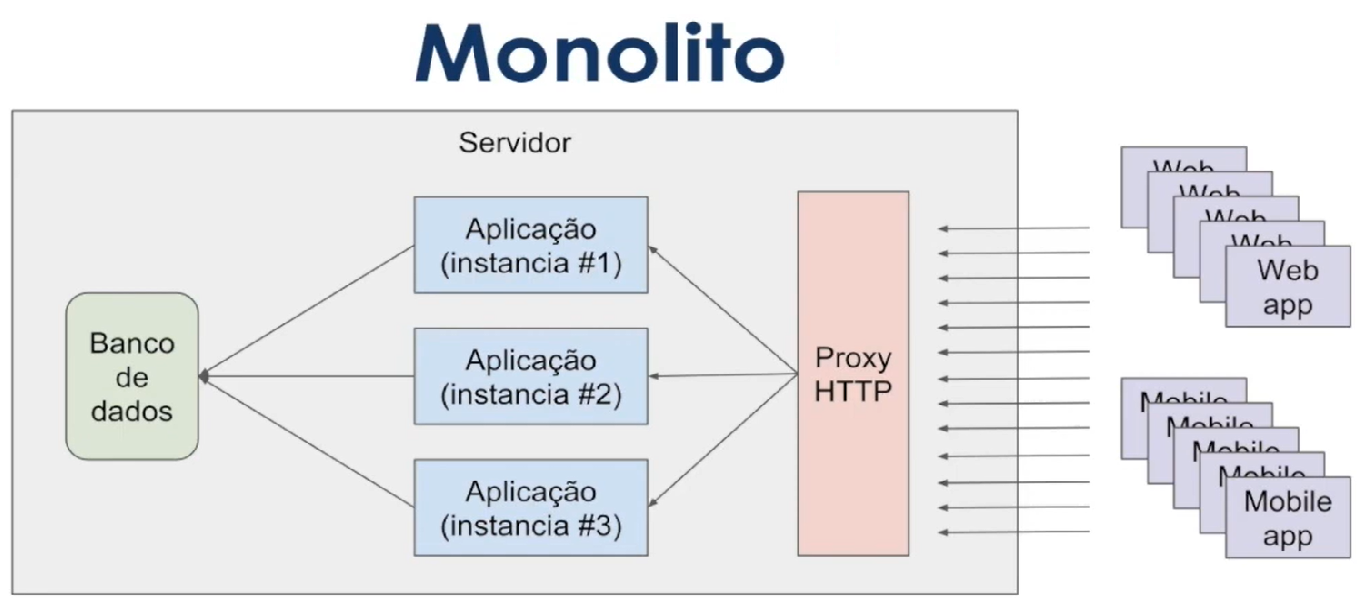 Monolito
Servidor
Banco
de
dados
Aplicação
(instancia #1)
Aplicação
(instancia #2)
Aplicação
(instancia #3)
Proxy
HTTP
Web
Web
Web
Web
Web
app
Mobile
Mobile
Mobile
Mobile
Mobile
app